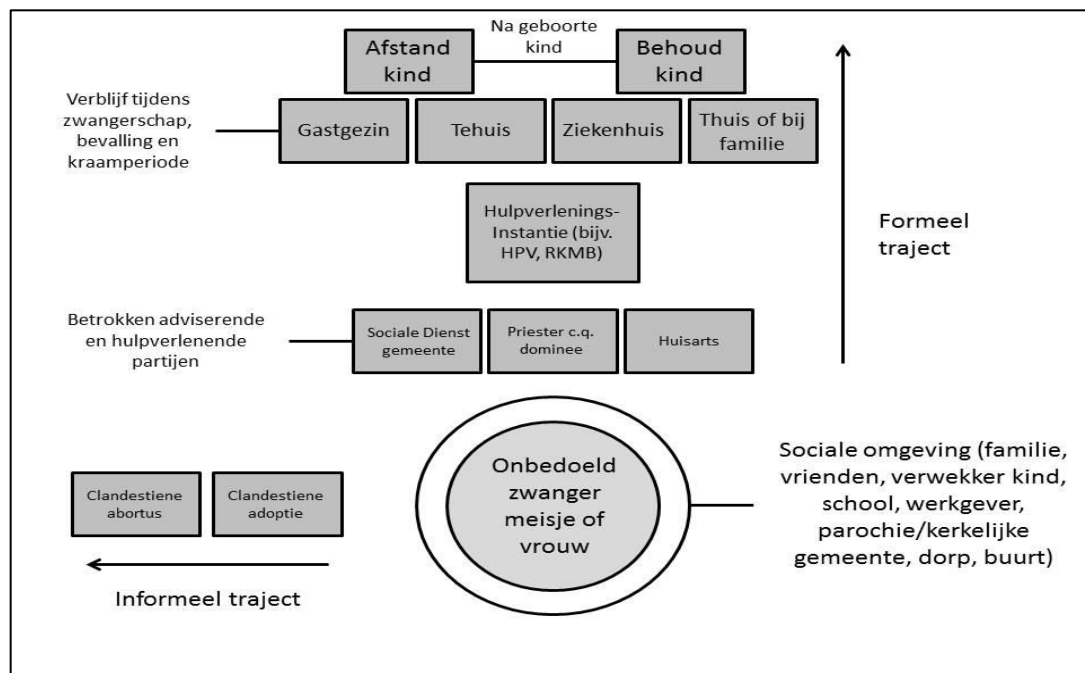 Na geboorte
kind
Afstand
kind
Behoud
kind
Verblijf tijdens
zwangerschap,
bevalling en
kraamperiode
Gastgezin
Tehuis
Ziekenhuis
Thuis of bij
familie
Hulpverlenings-
Instantie (bijv.
HPV, RKMB)
Formeel
traject
Betrokken adviserende
en hulpverlenende
partijen
Sociale Dienst
gemeente
Priester c.q.
dominee
Huisarts
Onbedoeld
zwanger
meisje of
vrouw
Sociale omgeving (familie,
vrienden, verwekker kind,
school, werkgever,
parochie/kerkelijke
gemeente, dorp, buurt)
Clandestiene
abortus
Clandestiene
adoptie
Informeel traject